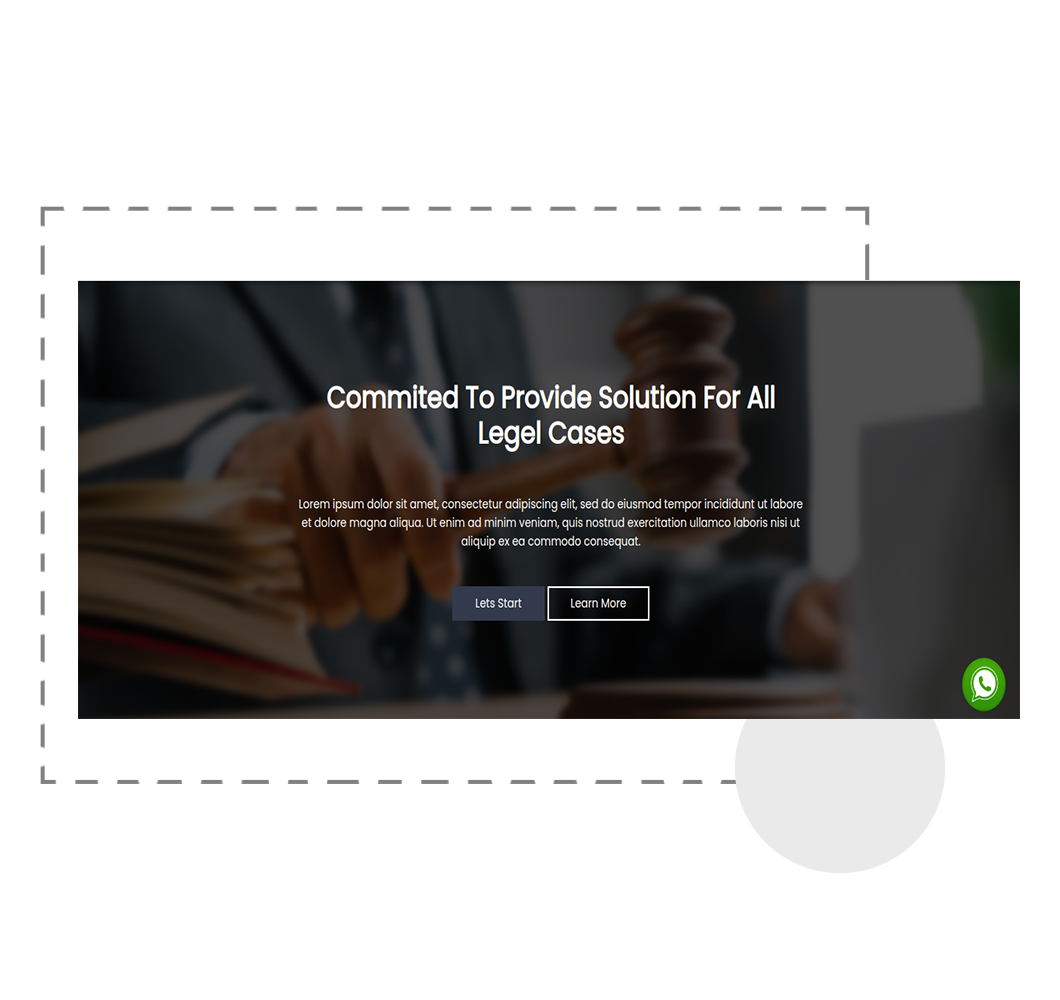 Commited To Provide Solution For All
Legel Cases
Lorem ipsum dolor sit amet, consectetur adipiscing elit, sed do eiusmod tempor incididunt ut labore
et dolore magna aliqua. Ut enim ad minim veniam, quis nostrud exercitation ullamco laboris nisi ut
aliquip ex ea commodo consequat.
Lets Start Learn More